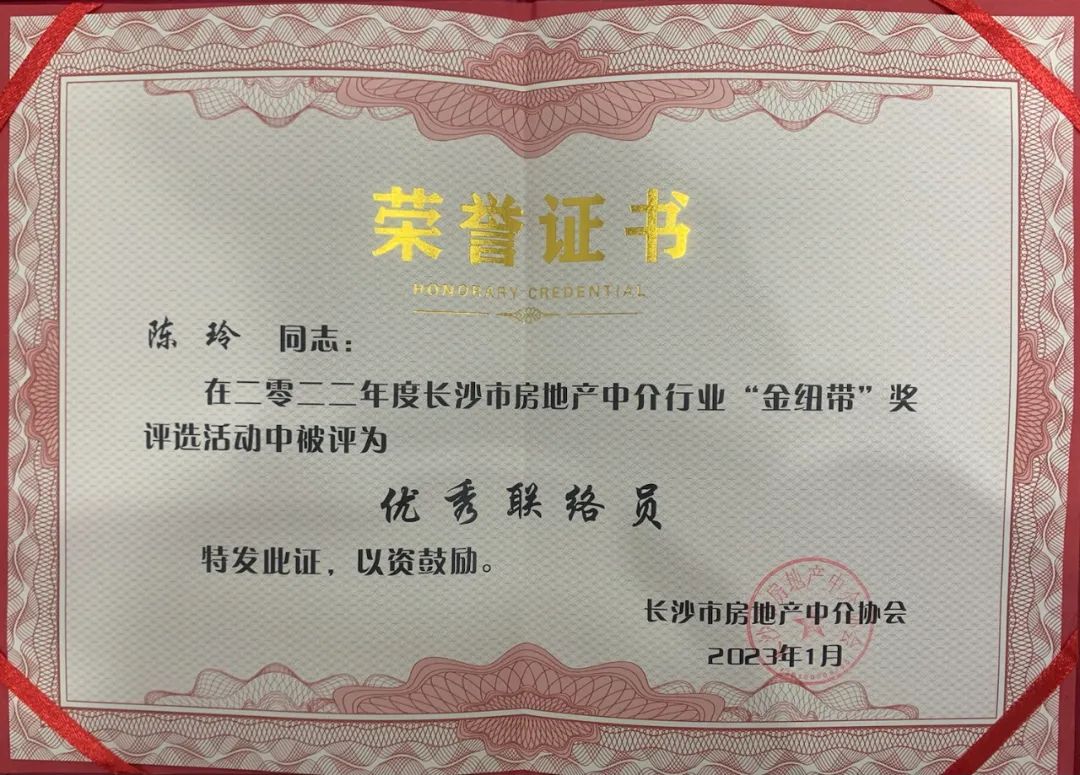 荣誉证书
HONORARY CREDENTIAL
陈 玲 同志：
在二零二二年度长沙市房地产中介行业“金纽带”奖
评选活动中被评为
优秀联络员
特发此证，以资鼓励。
长沙市房地产中介协会
2023年1月